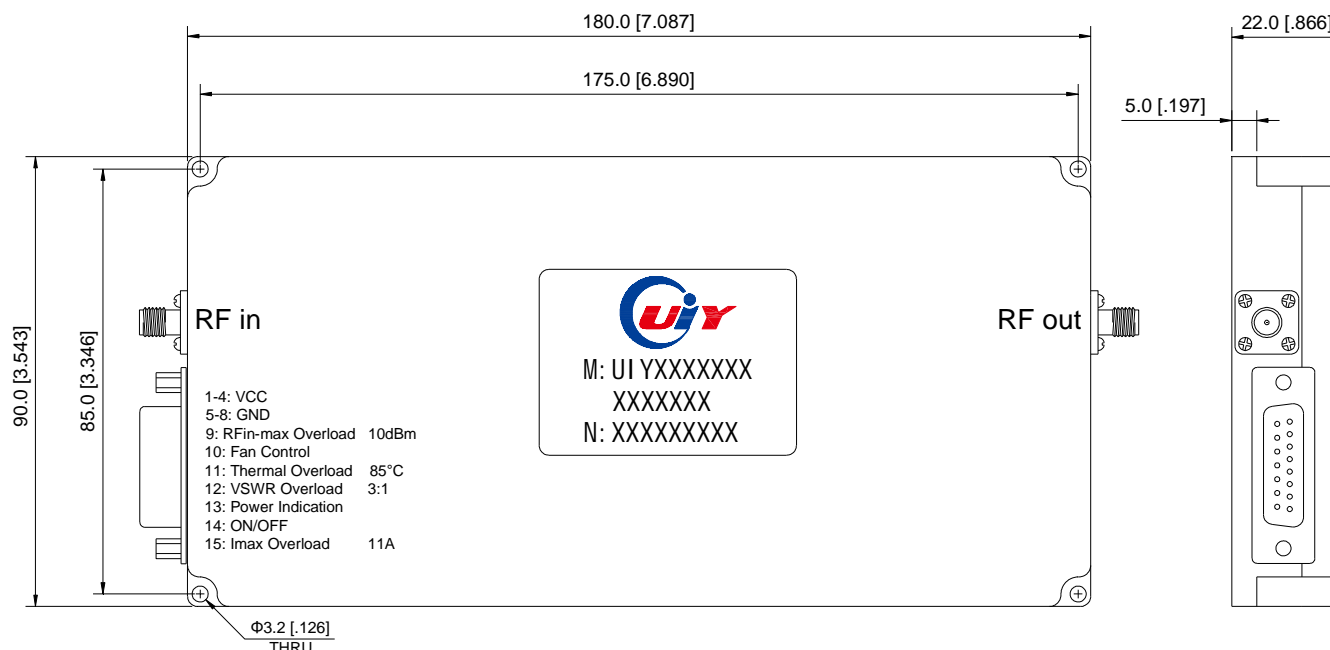 180.0 [7.087]
22.0 [.866]
175.0 [6.890]
5.0 [.197]
90.0 [3.543]
85.0 [3.346]
RF in
RF out
UiY
M: UIYXXXXXXX
XXXXXXX
N: XXXXXXXXX
1-4: VCC
5-8: GND
9: RFin-max Overload 10dBm
10: Fan Control
11: Thermal Overload 85°C
12: VSWR Overload 3:1
13: Power Indication
14: ON/OFF
15: Imax Overload 11A
Φ3.2 [.126]
THRU